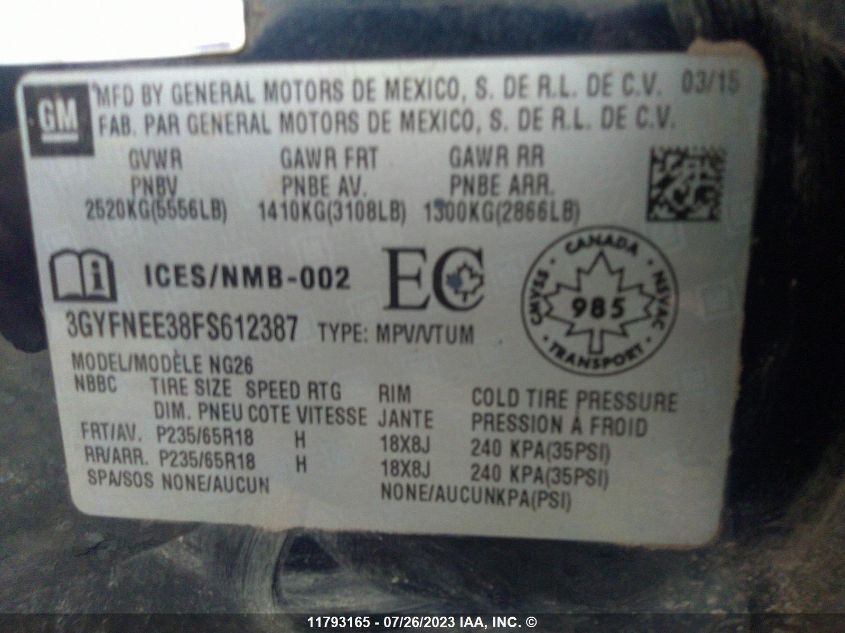 GM
MFD BY GENERAL MOTORS DE MEXICO, S. DE R.L. DE C.V. 03/15
FAB. PAR GENERAL MOTORS DE MEXICO, S. DE R.L. DE C.V.
GVWR GAWR FRT GAWR RR
PNBV PNBE AV. PNBE ARR.
2520KG(5556LB) 1410KG(3108LB) 1300KG(2866LB)
ICES/NMB-002 EC
CANADA
CMVSS 985 NSVAC
TRANSPORT
3GYFNEE38FS612387 TYPE: MPV/VTUM
MODEL/MODÈLE NG26
NBBC TIRE SIZE SPEED RTG RIM COLD TIRE PRESSURE
DIM. PNEU COTE VITESSE JANTE PRESSION À FROID
FRT/AV. P235/65R18 H 18X8J 240 KPA(35PSI)
RR/ARR. P235/65R18 H 18X8J 240 KPA(35PSI)
SPA/SOS NONE/AUCUN NONE/AUCUNKPA(PSI)
11793165 - 07/26/2023 IAA, INC. ©